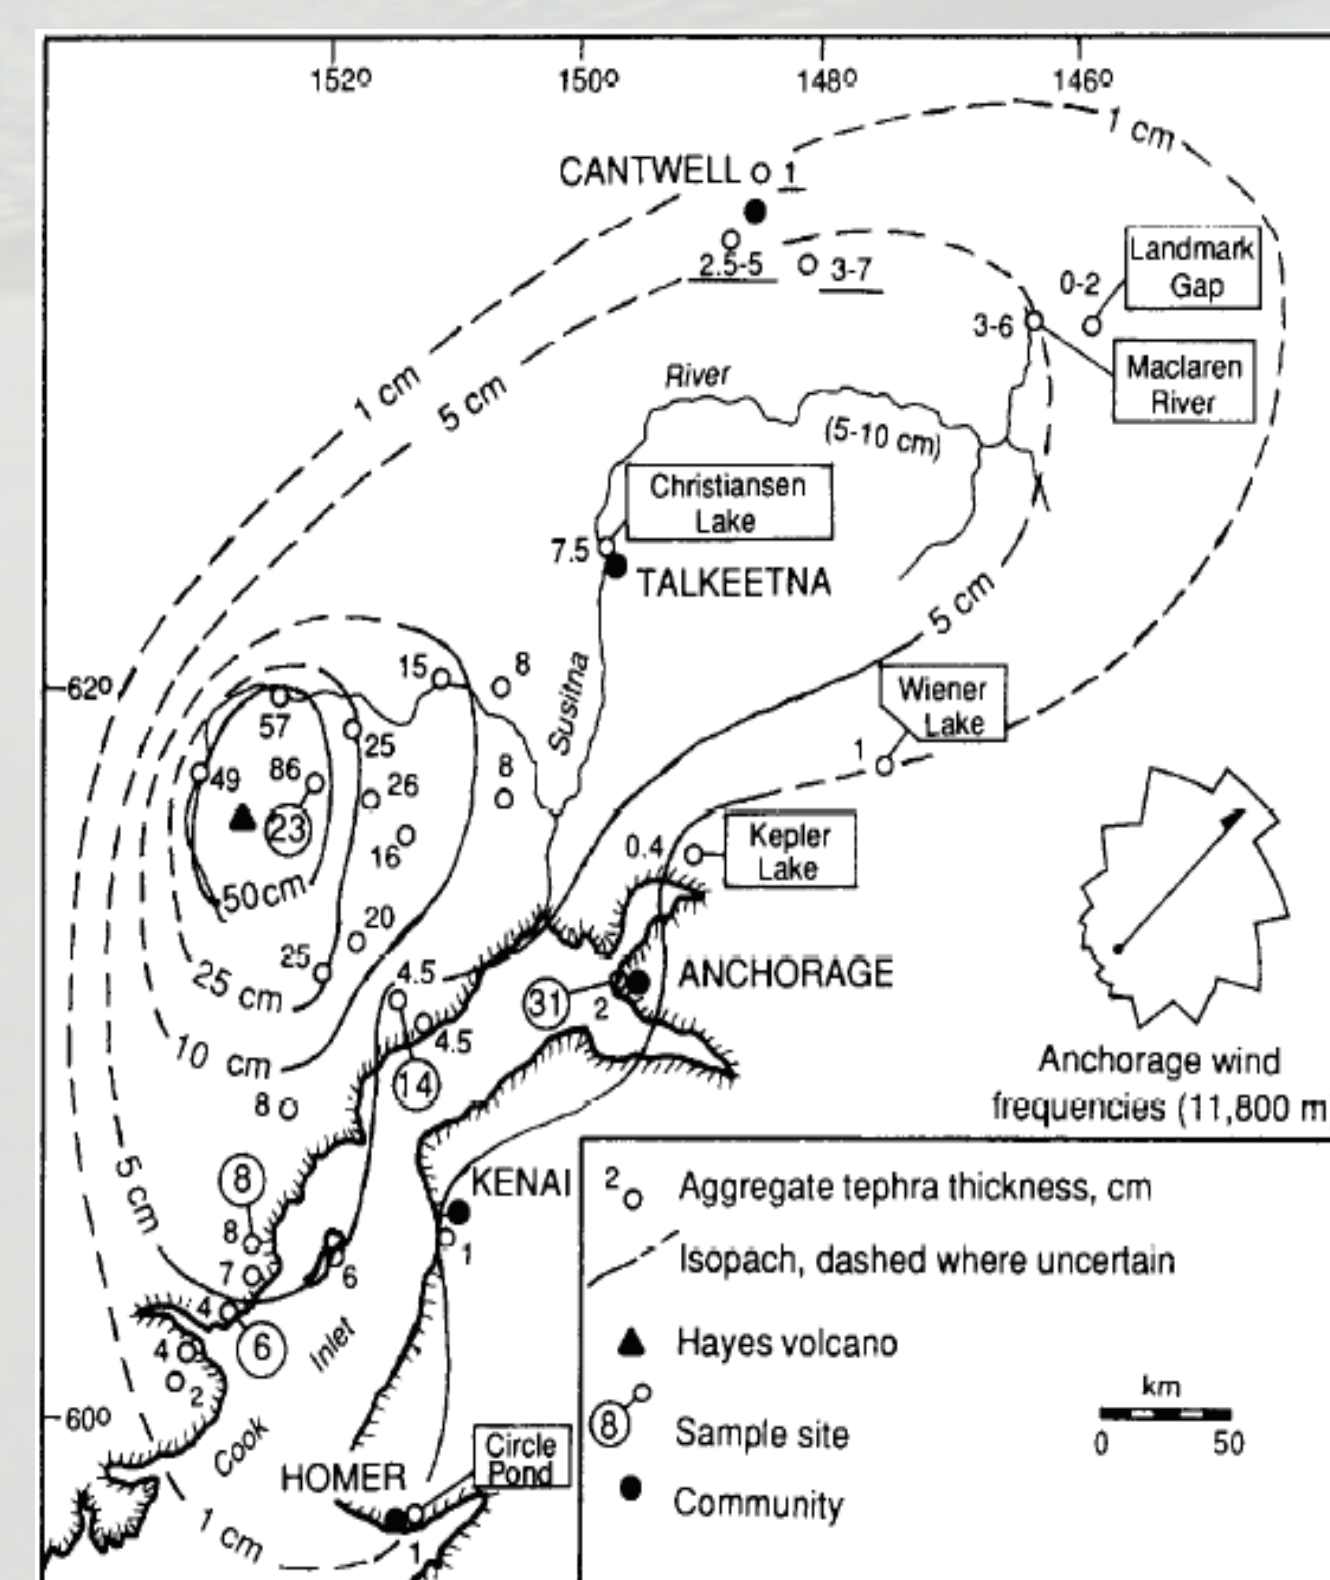 152º
150º
148º
146º
1 cm
CANTWELL
1
2.5-5
3-7
Landmark
Gap
0-2
3-6
Maclaren
River
1 cm
5 cm
River
(5-10 cm)
Christiansen
Lake
7.5
TALKEETNA
5 cm
15
8
62º
57
25
Susitna
Wiener
Lake
1
49
86
26
8
23
16
Kepler
Lake
0.4
50cm
20
25
25 cm
4.5
ANCHORAGE
31
2
4.5
10 cm
14
8
Anchorage wind
frequencies (11,800 m
5 cm
8
KENAI
8
7
6
1
4
6
4
2
Inlet
60º
Cook
HOMER
Circle
Pond
1 cm
1
2
Aggregate tephra thickness, cm
Isopach, dashed where uncertain
Hayes volcano
8
Sample site
Community
km
0
50